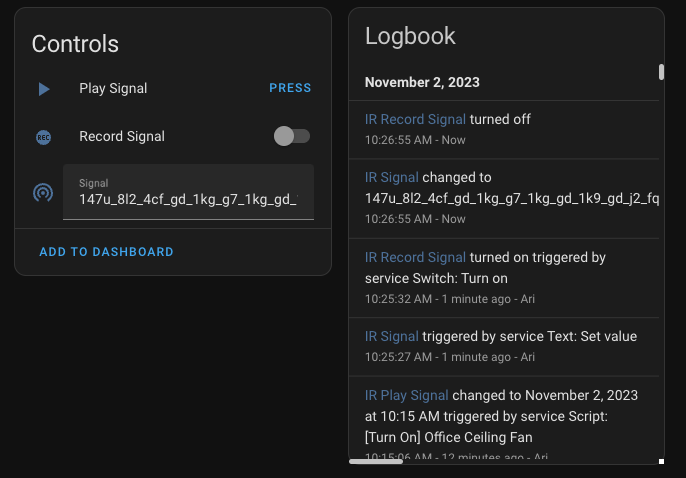 Controls
Play Signal PRESS
REC Record Signal
Signal
147u_8l2_4cf_gd_1kg_g7_1kg_gd_
ADD TO DASHBOARD
Logbook
November 2, 2023
IR Record Signal turned off
10:26:55 AM - Now
IR Signal changed to
147u_8l2_4cf_gd_1kg_g7_1kg_gd_1k9_gd_j2_fq
10:26:55 AM - Now
IR Record Signal turned on triggered by
service Switch: Turn on
10:25:32 AM - 1 minute ago - Ari
IR Signal triggered by service Text: Set value
10:25:27 AM - 1 minute ago - Ari
IR Play Signal changed to November 2, 2023
at 10:15 AM triggered by service Script:
[Turn On] Office Ceiling Fan
10:15:06 AM - 12 minutes ago - Ari